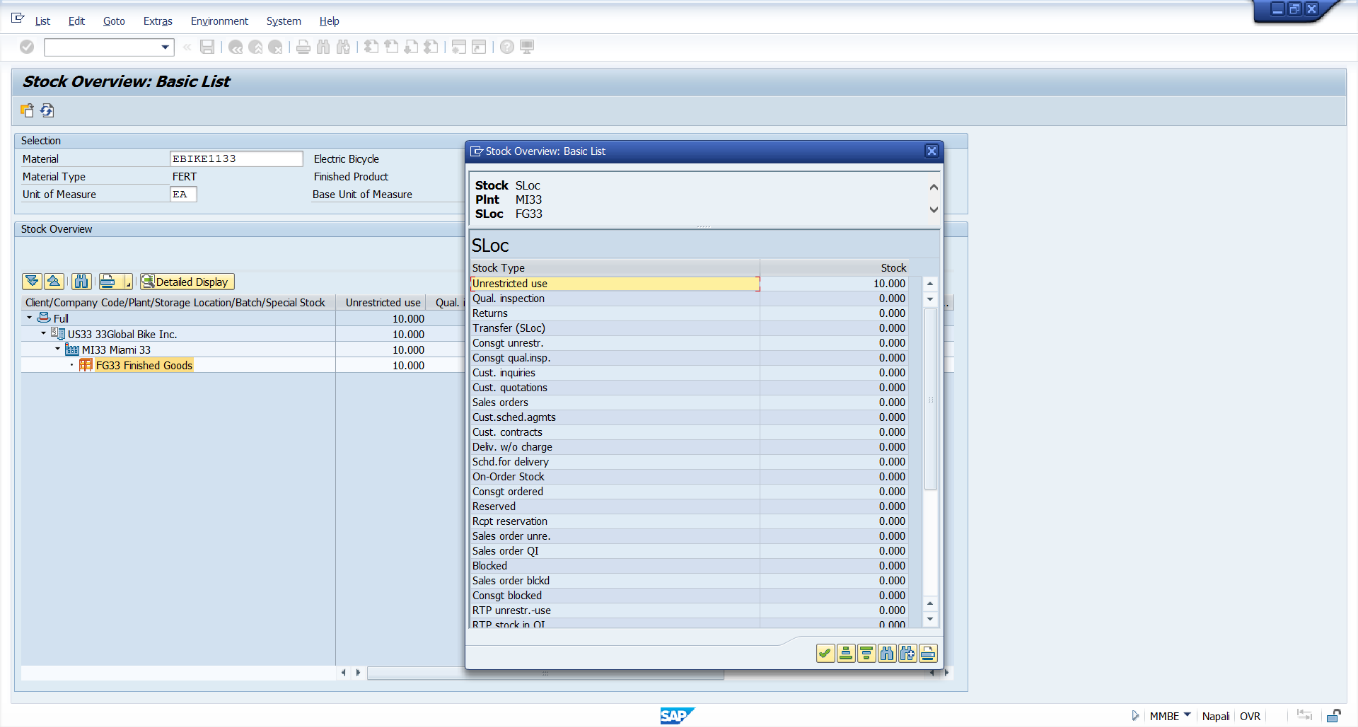 List Edit Goto Extras Environment System Help
Stock Overview: Basic List
Selection
Material EBIKE1133 Electric Bicycle
Material Type FERT Finished Product
Unit of Measure EA Base Unit of Measure
Stock Overview
Detailed Display
Client/Company Code/Plant/Storage Location/Batch/Special Stock Unrestricted use Qual.
Full 10.000
US33 33Global Bike Inc. 10.000
MI33 Miami 33 10.000
FG33 Finished Goods 10.000
Stock Overview: Basic List
Stock SLoc
Plnt MI33
SLoc FG33
SLoc
Stock Type Stock
Unrestricted use 10.000
Qual. inspection 0.000
Returns 0.000
Transfer (SLoc) 0.000
Consgt unrestr. 0.000
Consgt qual.insp. 0.000
Cust. inquiries 0.000
Cust. quotations 0.000
Sales orders 0.000
Cust.sched.agmts 0.000
Cust. contracts 0.000
Deliv. w/o charge 0.000
Schd.for delivery 0.000
On-Order Stock 0.000
Consgt ordered 0.000
Reserved 0.000
Rcpt reservation 0.000
Sales order unre. 0.000
Sales order QI 0.000
Blocked 0.000
Sales order blckd 0.000
Consgt blocked 0.000
RTP unrestr.-use 0.000
RTP stock in QI 0.000
SAP
MMBE Napali OVR